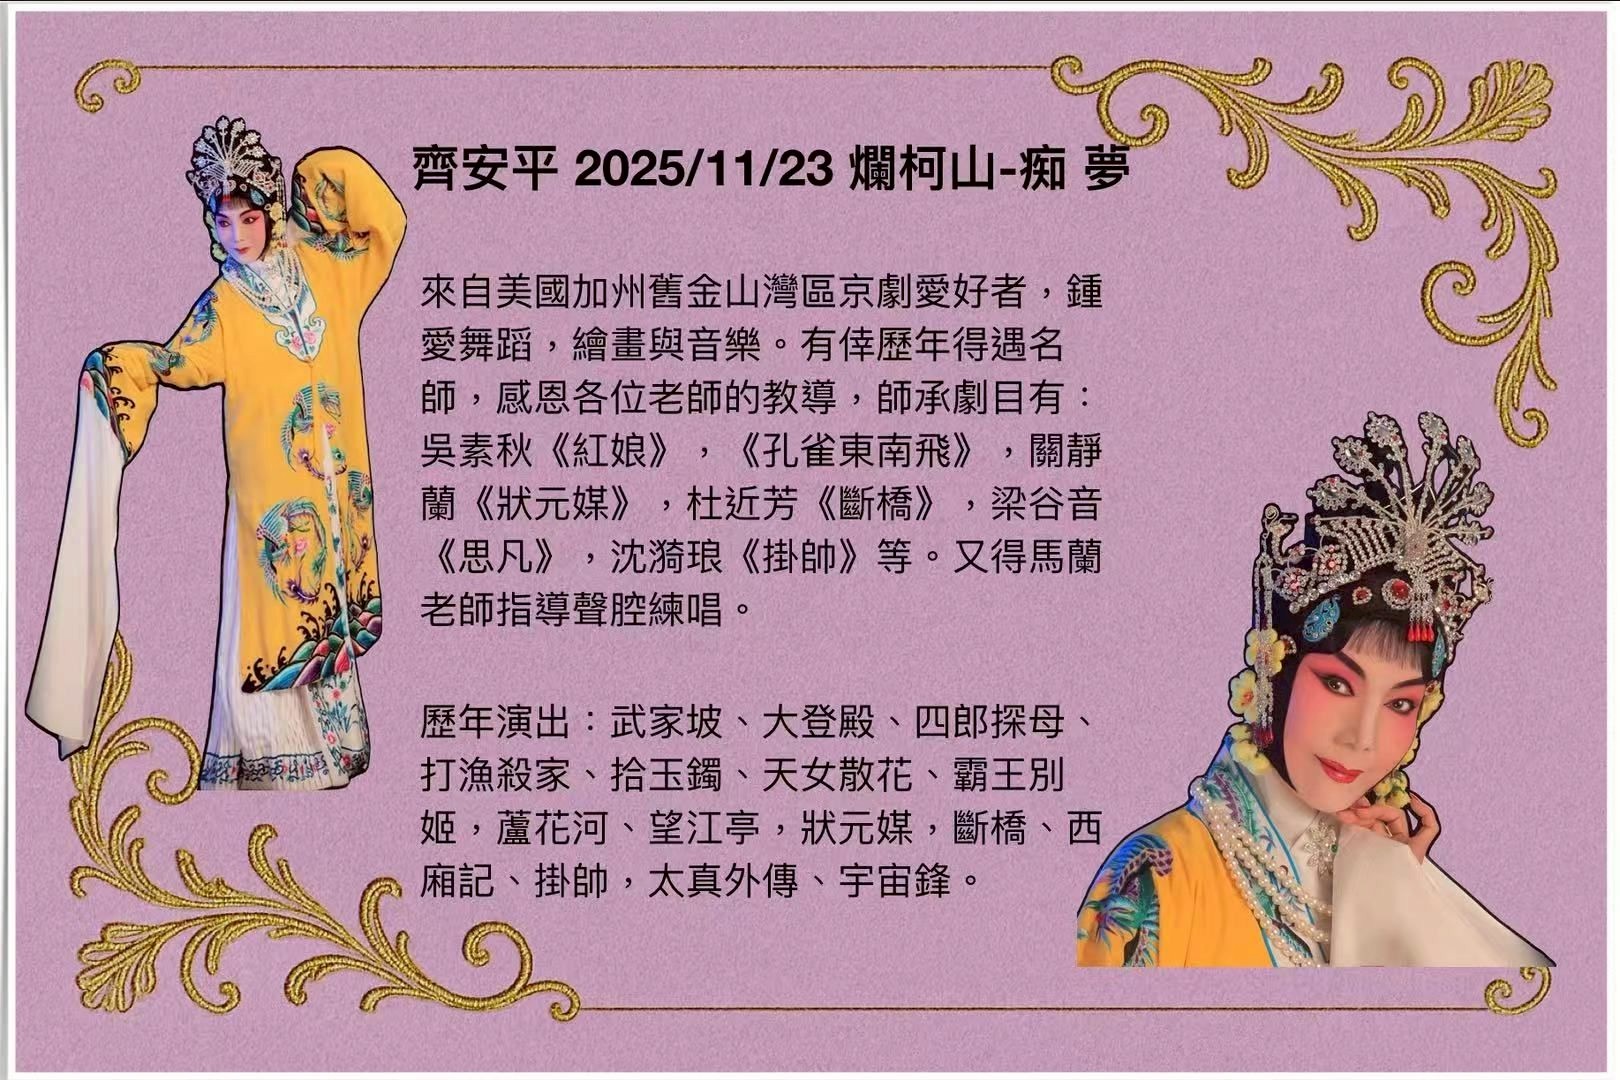 齊安平 2025/11/23 爛柯山-痴 夢
來自美國加州舊金山灣區京劇愛好者，鍾
愛舞蹈，繪畫與音樂。有倖歷年得遇名
師，感恩各位老師的教導，師承劇目有：
吳素秋《紅娘》，《孔雀東南飛》，關靜
蘭《狀元媒》，杜近芳《斷橋》，梁谷音
《思凡》，沈漪琅《掛帥》等。又得馬蘭
老師指導聲腔練唱。
歷年演出：武家坡、大登殿、四郎探母、
打漁殺家、拾玉鐲、天女散花、霸王別
姬，蘆花河、望江亭，狀元媒，斷橋、西
廂記、掛帥，太真外傳、宇宙鋒。